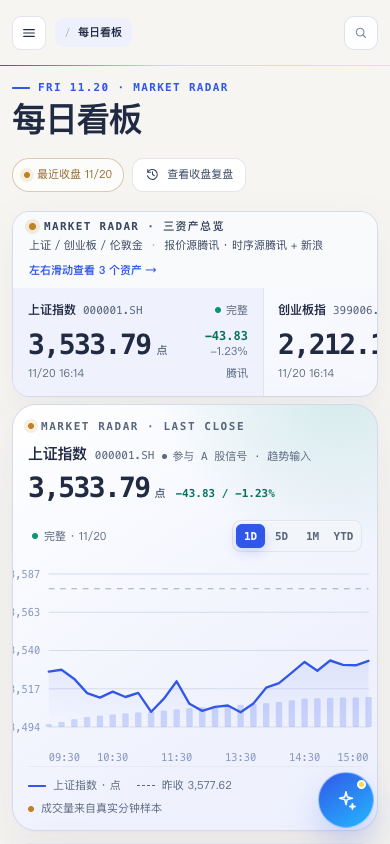 / 每日看板
FRI 11.20 · MARKET RADAR
每日看板
最近收盘 11/20
查看收盘复盘
MARKET RADAR · 三资产总览
上证 / 创业板 / 伦敦金 · 报价源腾讯 · 时序源腾讯 + 新浪
左右滑动查看 3 个资产 →
上证指数 000001.SH 完整
3,533.79 点 −43.83
−1.23%
11/20 16:14 腾讯
创业板指 399006.
2,212.1
11/20 16:14
MARKET RADAR · LAST CLOSE
上证指数 000001.SH 参与 A 股信号 · 趋势输入
3,533.79 点 −43.83 / −1.23%
完整 · 11/20
1D 5D 1M YTD
3,587
3,563
3,540
3,517
3,494
09:30 10:30 11:30 13:30 14:30 15:00
上证指数 · 点 昨收 3,577.62
成交量来自真实分钟样本